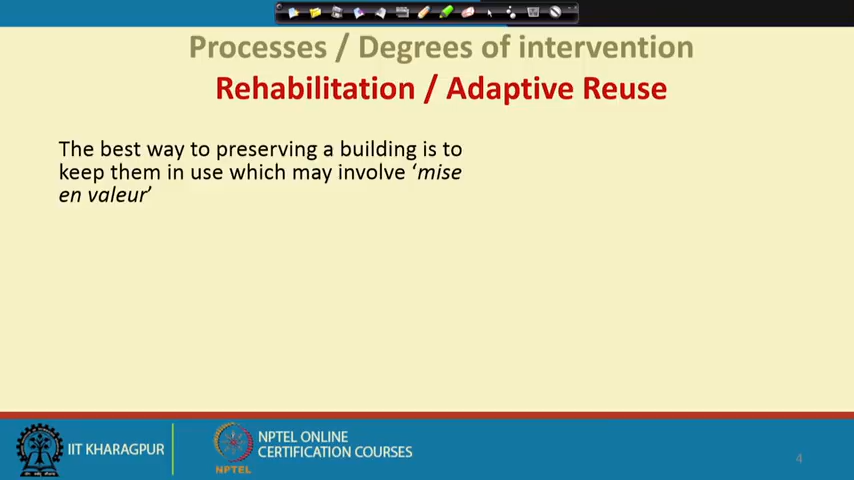 Processes / Degrees of intervention
Rehabilitation / Adaptive Reuse
The best way to preserving a building is to
keep them in use which may involve ‘mise
en valeur’
IIT KHARAGPUR
NPTEL
NPTEL ONLINE
CERTIFICATION COURSES
4